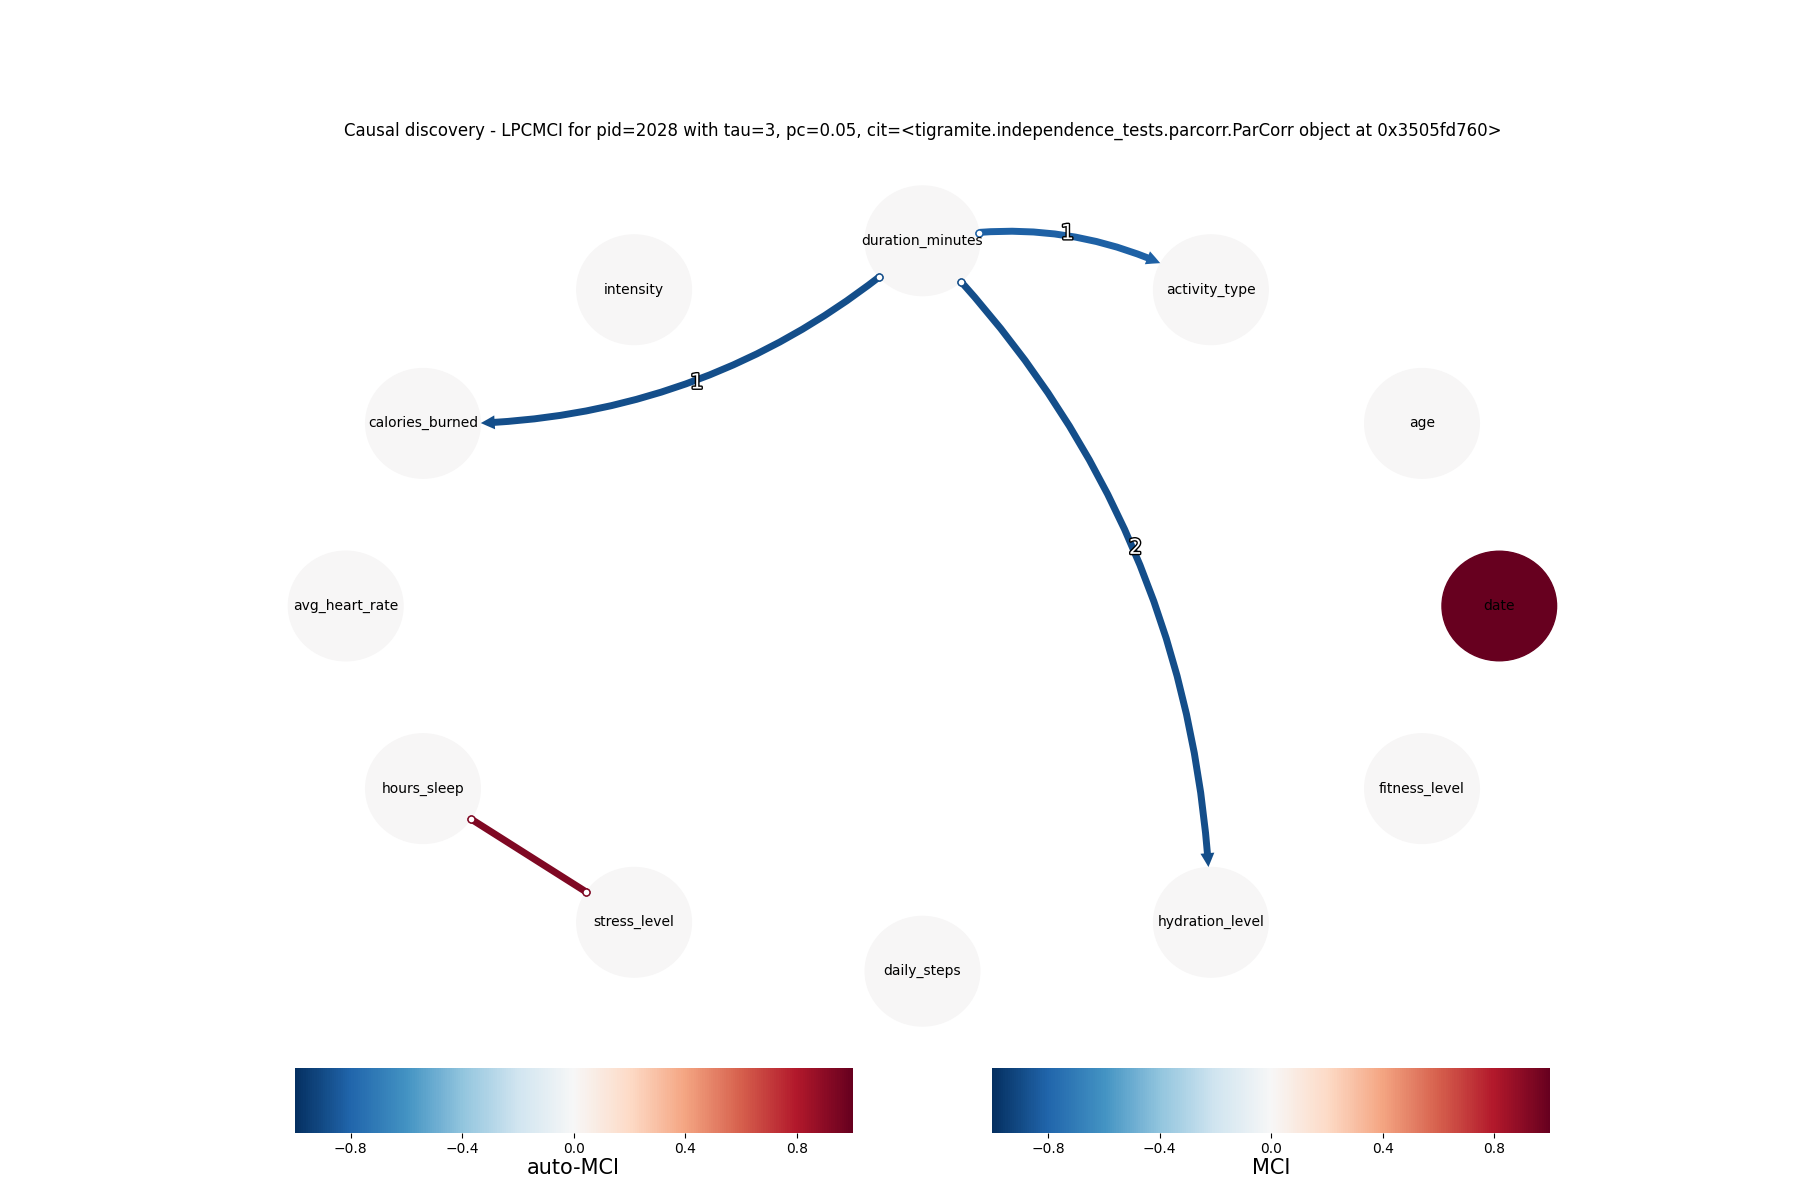 Causal discovery - LPCMCI for pid=2028 with tau=3, pc=0.05, cit=<tigramite.independence_tests.parcorr.ParCorr object at 0x3505fd760>
duration_minutes
1
intensity
activity_type
1
calories_burned
age
2
avg_heart_rate
date
hours_sleep
fitness_level
stress_level
hydration_level
daily_steps
−0.8 −0.4 0.0 0.4 0.8
auto-MCI
−0.8 −0.4 0.0 0.4 0.8
MCI